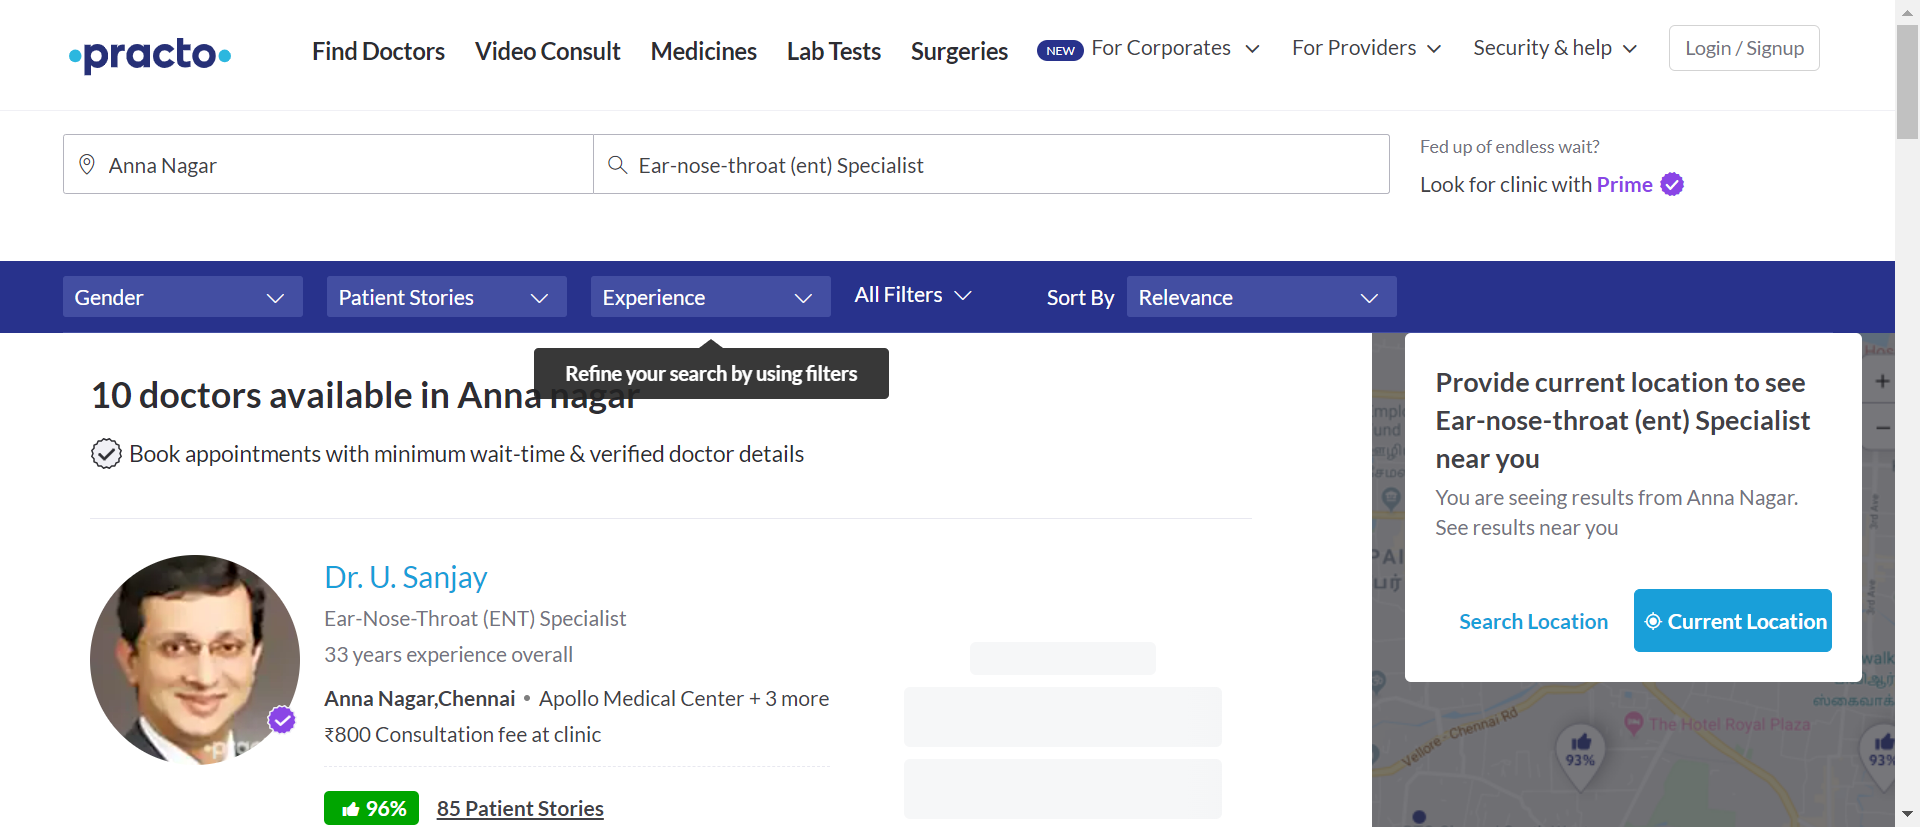 practo
Find Doctors
Video Consult
Medicines
Lab Tests
Surgeries
NEW
For Corporates
For Providers
Security & help
Login / Signup
Anna Nagar
Ear-nose-throat (ent) Specialist
Fed up of endless wait?
Look for clinic with Prime
Gender
Patient Stories
Experience
All Filters
Sort By
Relevance
Refine your search by using filters
10 doctors available in Anna nagar
Book appointments with minimum wait-time & verified doctor details
Dr. U. Sanjay
Ear-Nose-Throat (ENT) Specialist
33 years experience overall
Anna Nagar,Chennai • Apollo Medical Center + 3 more
₹800 Consultation fee at clinic
96%
85 Patient Stories
Provide current location to see
Ear-nose-throat (ent) Specialist
near you
You are seeing results from Anna Nagar.
See results near you
Search Location
Current Location
3rd Ave
3rd Ave
Vellore - Chennai Rd
The Hotel Royal Plaza
93%
93%